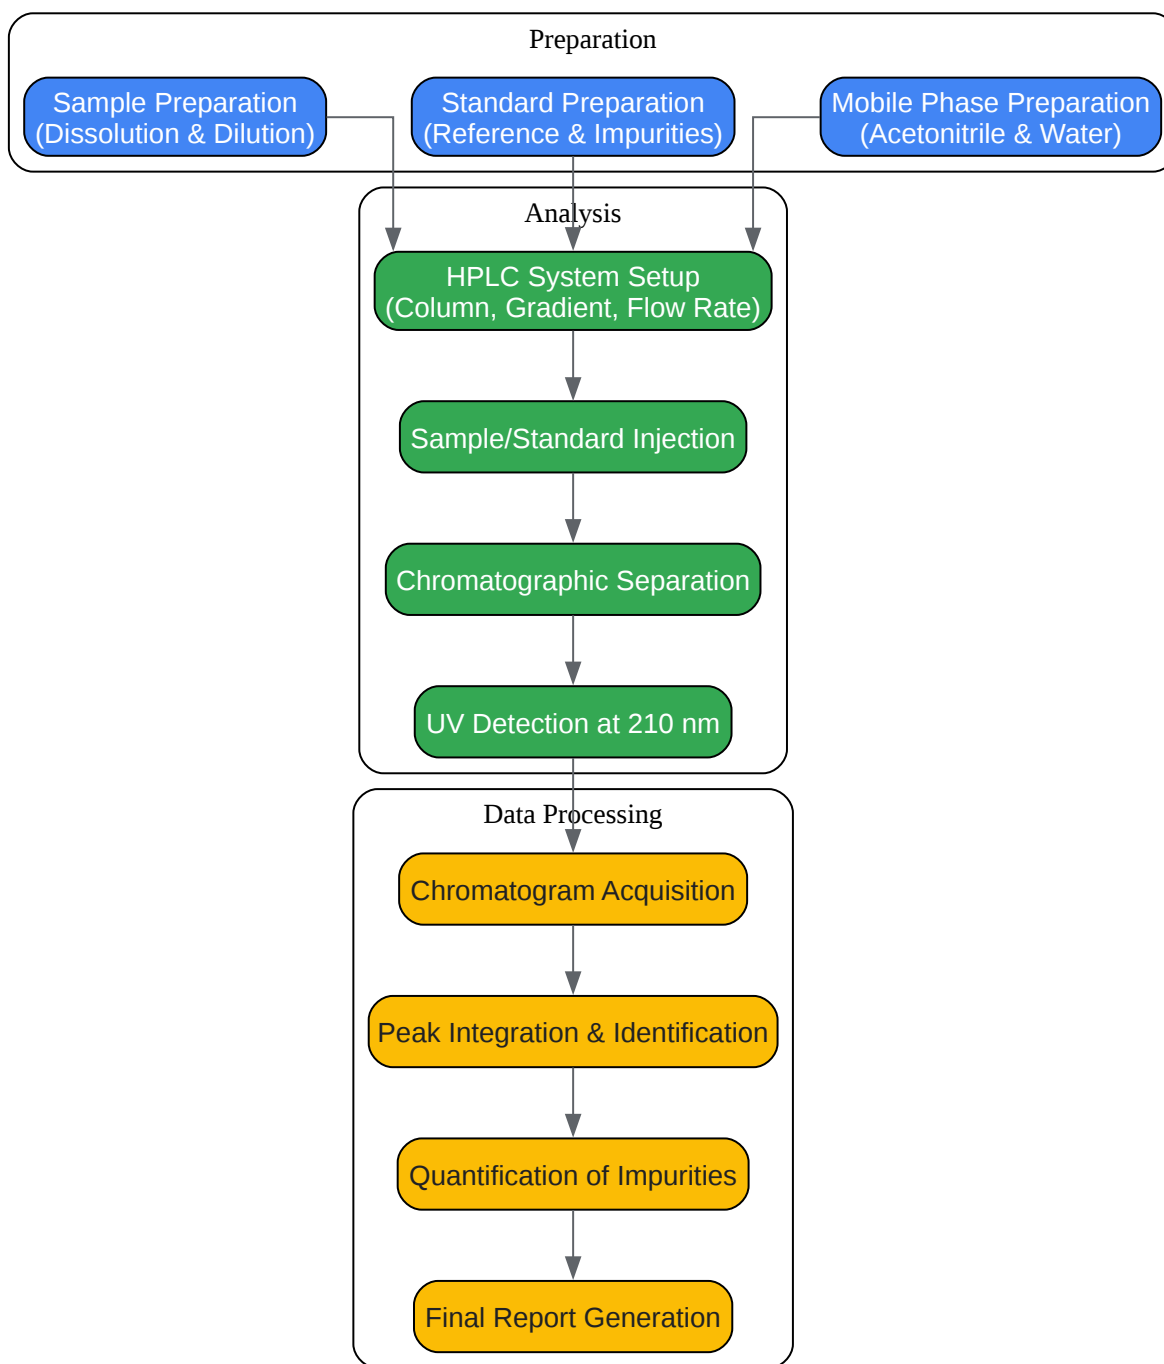 Preparation
Sample Preparation
(Dissolution & Dilution)
Standard Preparation
(Reference & Impurities)
Mobile Phase Preparation
(Acetonitrile & Water)
Analysis
HPLC System Setup
(Column, Gradient, Flow Rate)
Sample/Standard Injection
Chromatographic Separation
UV Detection at 210 nm
Data Processing
Chromatogram Acquisition
Peak Integration & Identification
Quantification of Impurities
Final Report Generation